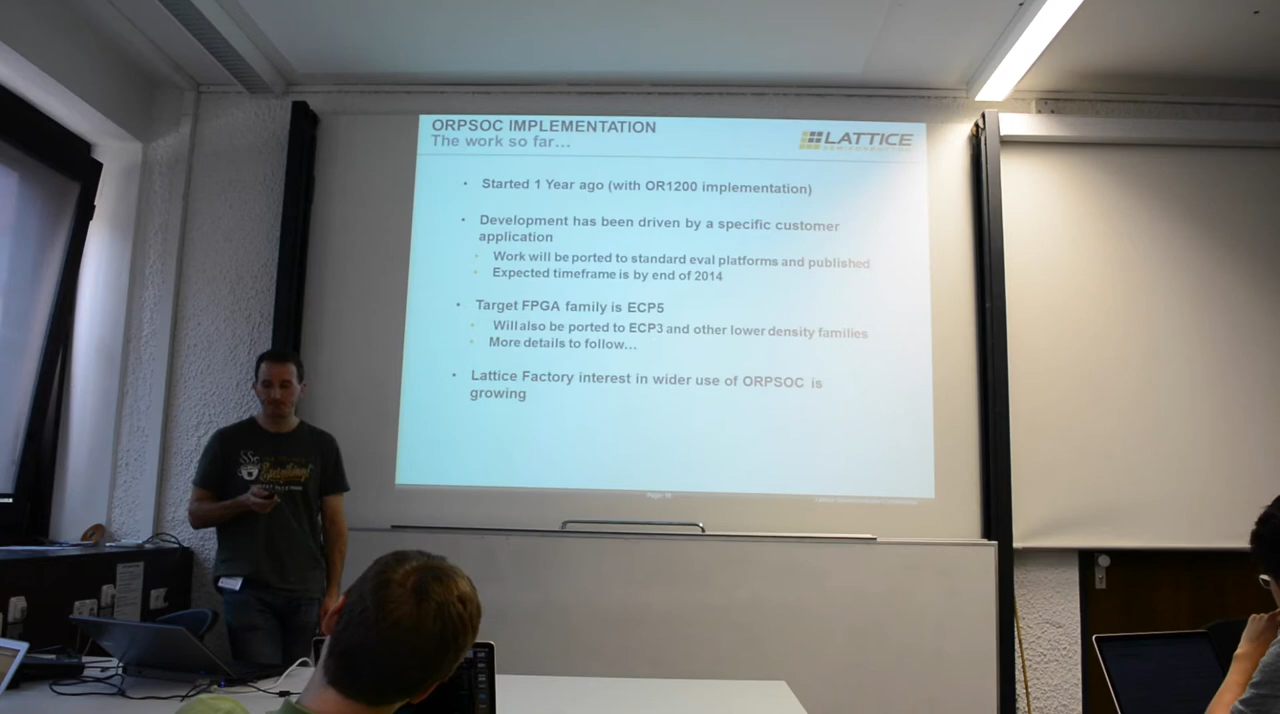 ORPSOC IMPLEMENTATION
The work so far...
LATTICE
• Started 1 Year ago (with OR1200 implementation)
• Development has been driven by a specific customer
application
• Work will be ported to standard eval platforms and published
• Expected timeframe is by end of 2014
• Target FPGA family is ECP5
• Will also be ported to ECP3 and other lower density families
• More details to follow...
• Lattice Factory interest in wider use of ORPSOC is
growing
Everything!